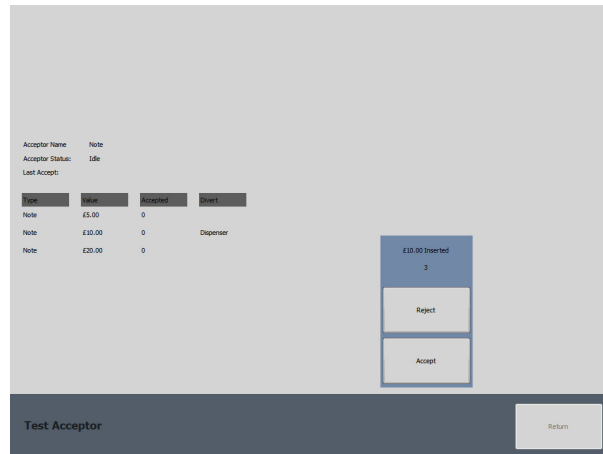 Acceptor Name Note
Acceptor Status: Idle
Last Accept:
Type Value Accepted Divert
Note £5.00 0
Note £10.00 0 Dispenser
Note £20.00 0
£10.00 Inserted
3
Reject
Accept
Test Acceptor
Return